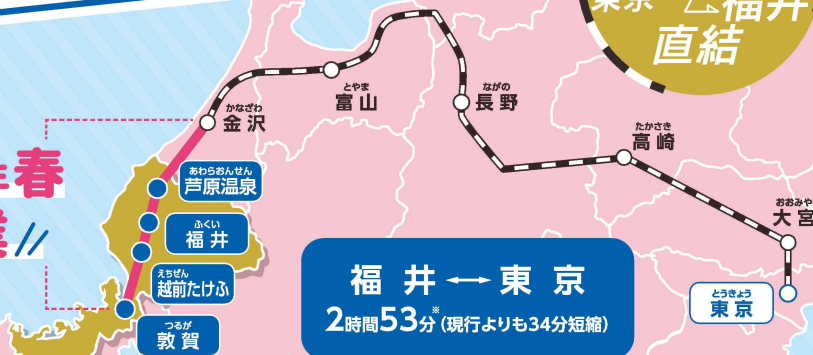 東京
福井
直結
とやま
富山
ながの
長野
かなざわ
金沢
たかさき
高崎
春
あわらおんせん
芦原温泉
おおみや
大宮
ふくい
福井
えちぜん
越前たけふ
福井⟷東京
2時間53分※(現行よりも34分短縮)
とうきょう
東京
つるが
敦賀